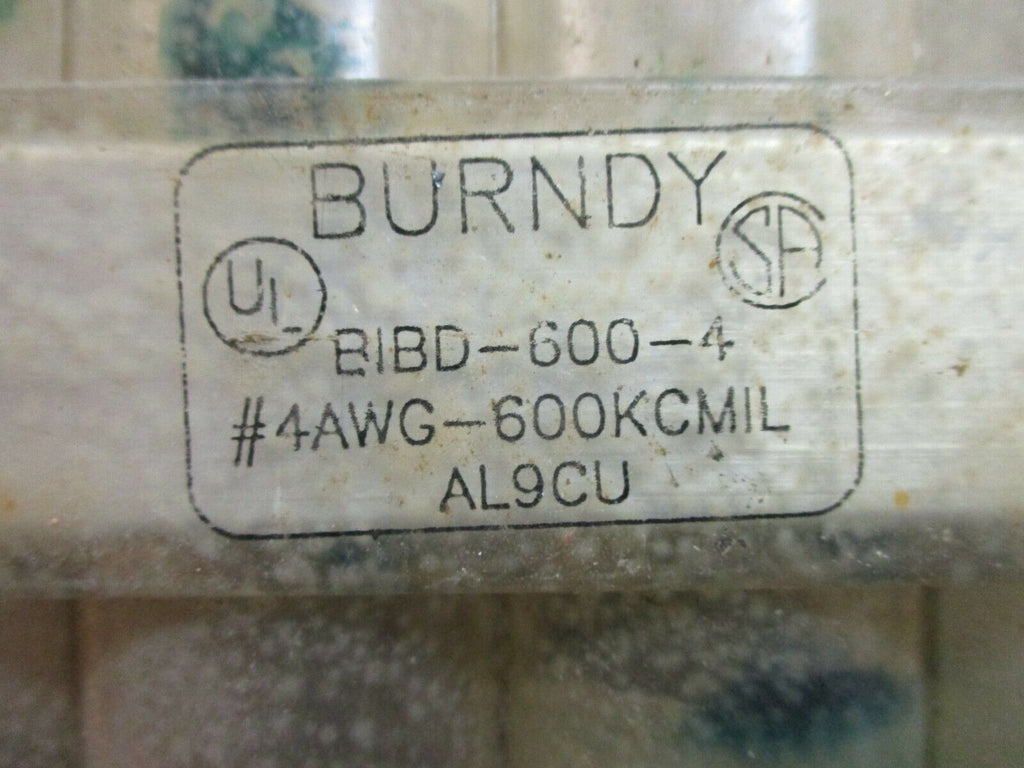 BURNDY
SA
UL
BIBD-600-4
#4AWG-600KCMIL
AL9CU